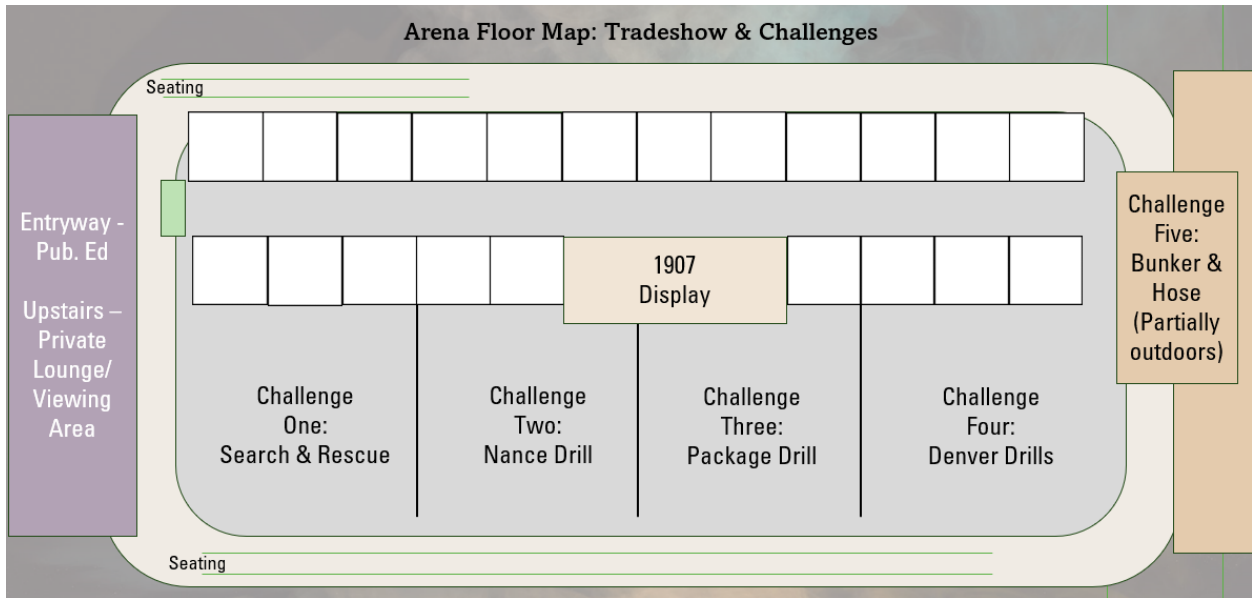 Arena Floor Map: Tradeshow & Challenges
Seating
Entryway -
Pub. Ed
Upstairs –
Private
Lounge/
Viewing
Area
1907
Display
Challenge
One:
Search & Rescue
Challenge
Two:
Nance Drill
Challenge
Three:
Package Drill
Challenge
Four:
Denver Drills
Challenge
Five:
Bunker &
Hose
(Partially
outdoors)
Seating